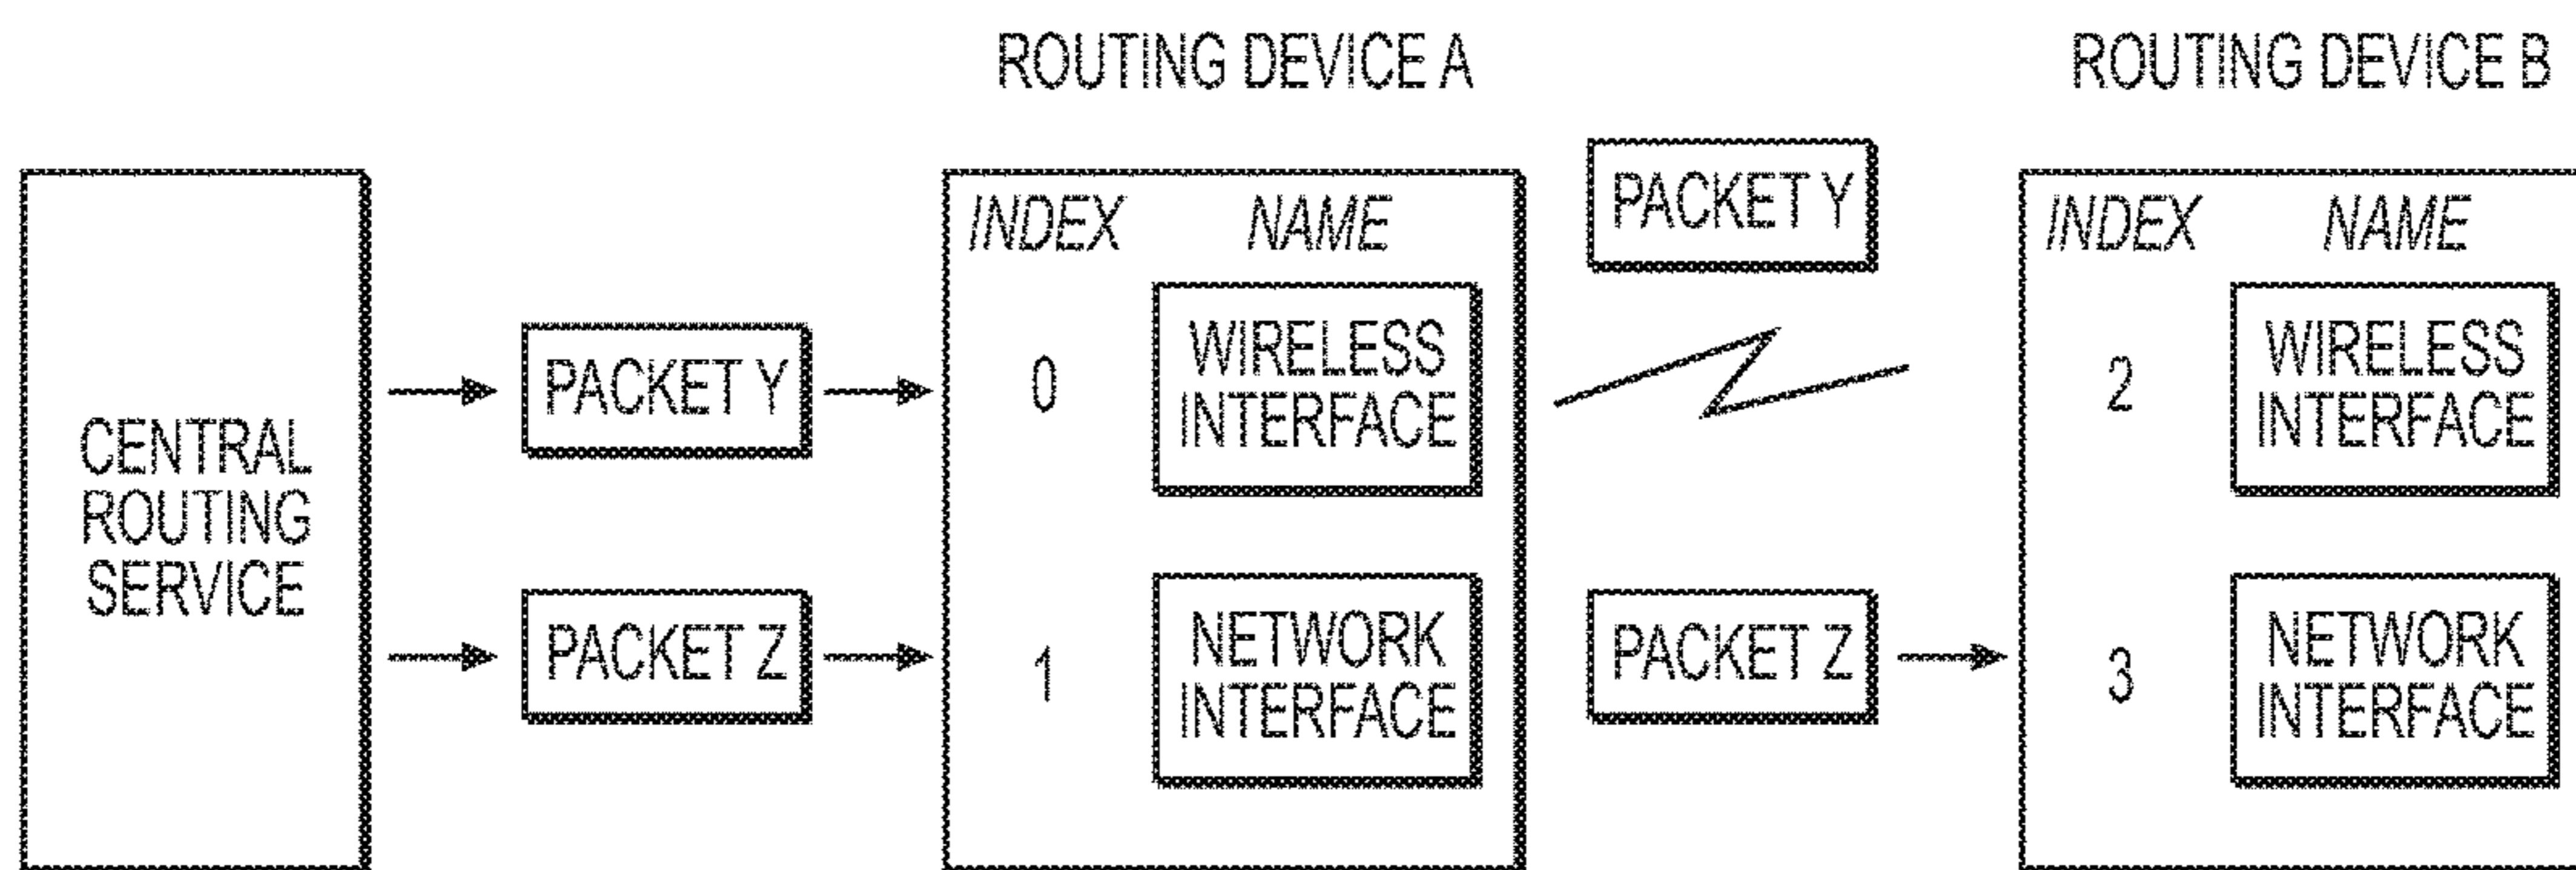 ROUTING DEVICE A
ROUTING DEVICE B
CENTRAL
ROUTING
SERVICE
PACKET Y
PACKET Z
INDEX NAME
0
WIRELESS
INTERFACE
1
NETWORK
INTERFACE
PACKET Y
PACKET Z
INDEX NAME
2
WIRELESS
INTERFACE
3
NETWORK
INTERFACE